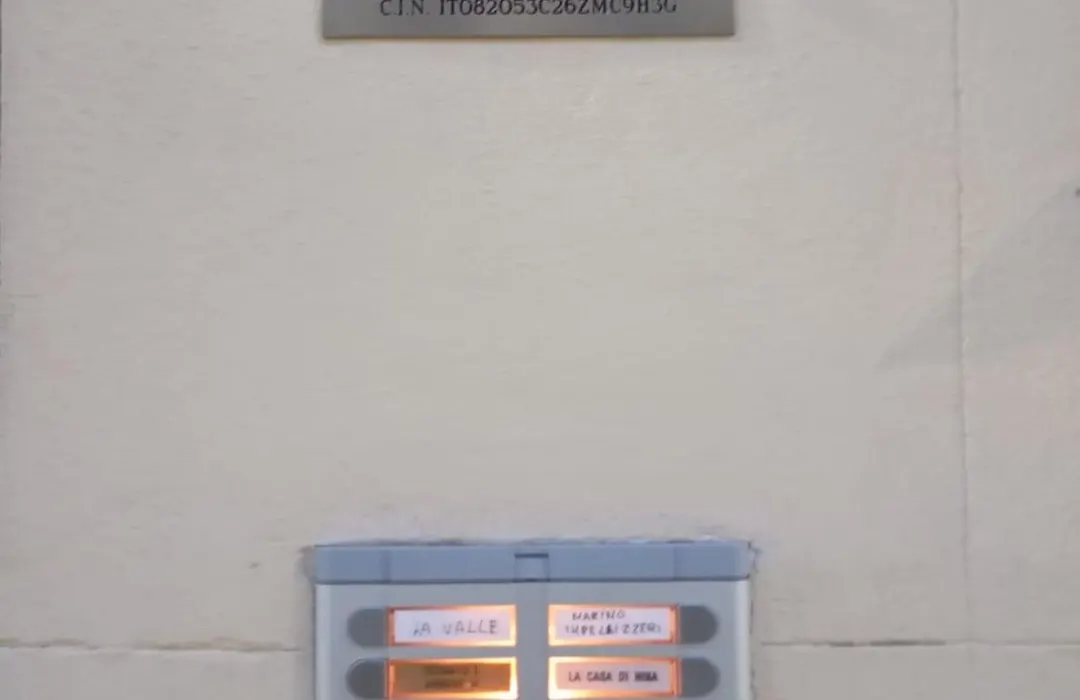 C.I.N. IT082053C26ZMC9H3G
LA VALLE
MARINO
IMPELLIZZERI
LA CASA DI NINA